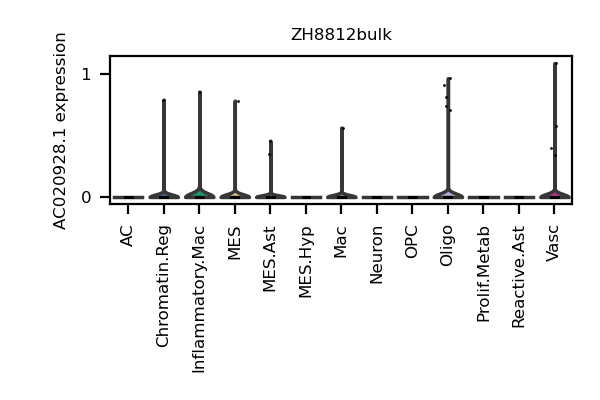 ZH8812bulk
AC020928.1 expression
1
0
AC
Chromatin.Reg
Inflammatory.Mac
MES
MES.Ast
MES.Hyp
Mac
Neuron
OPC
Oligo
Prolif.Metab
Reactive.Ast
Vasc